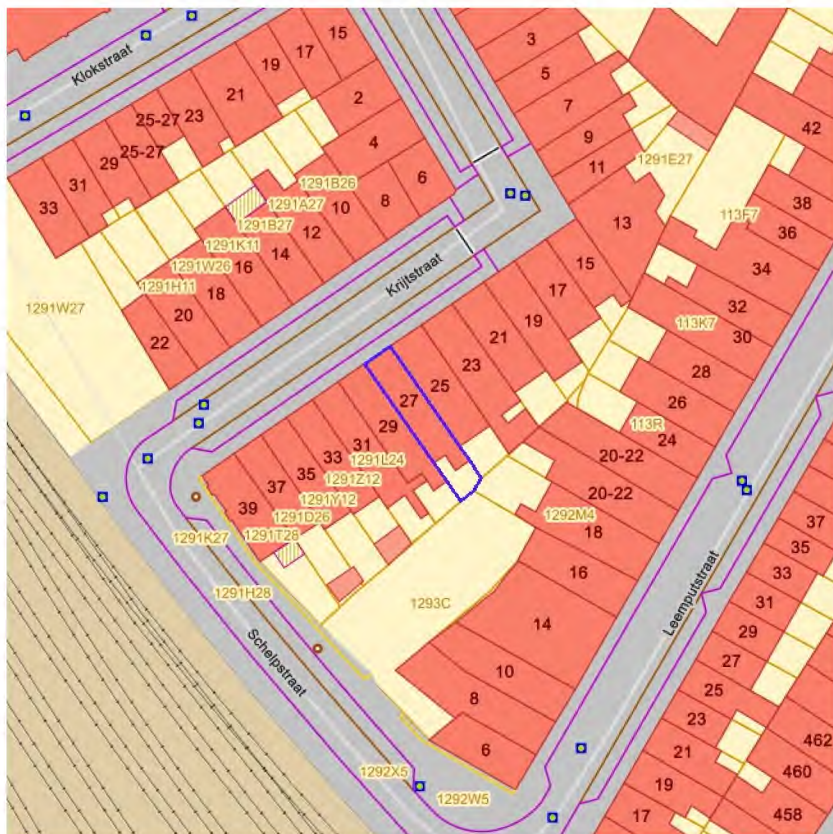 Klokstraat
15
17
19
21
23
25-27
25-27
29
31
33
2
4
6
8
10
12
14
16
18
20
22
1291B26
1291A27
1291B27
1291K11
1291W26
1291H11
1291W27
Krijtstraat
3
5
7
9
11
13
15
17
19
21
23
25
27
29
31
33
35
37
39
1291E27
113F7
42
38
36
34
32
30
113K7
28
26
24
113R
20-22
20-22
18
1292M4
16
14
10
8
6
1291L24
1291Z12
1291Y12
1291D26
1291T28
1291K27
1291H28
1293C
Schelpstraat
Leemputstraat
1292X5
1292W5
37
35
33
31
29
27
25
23
21
19
17
462
460
458